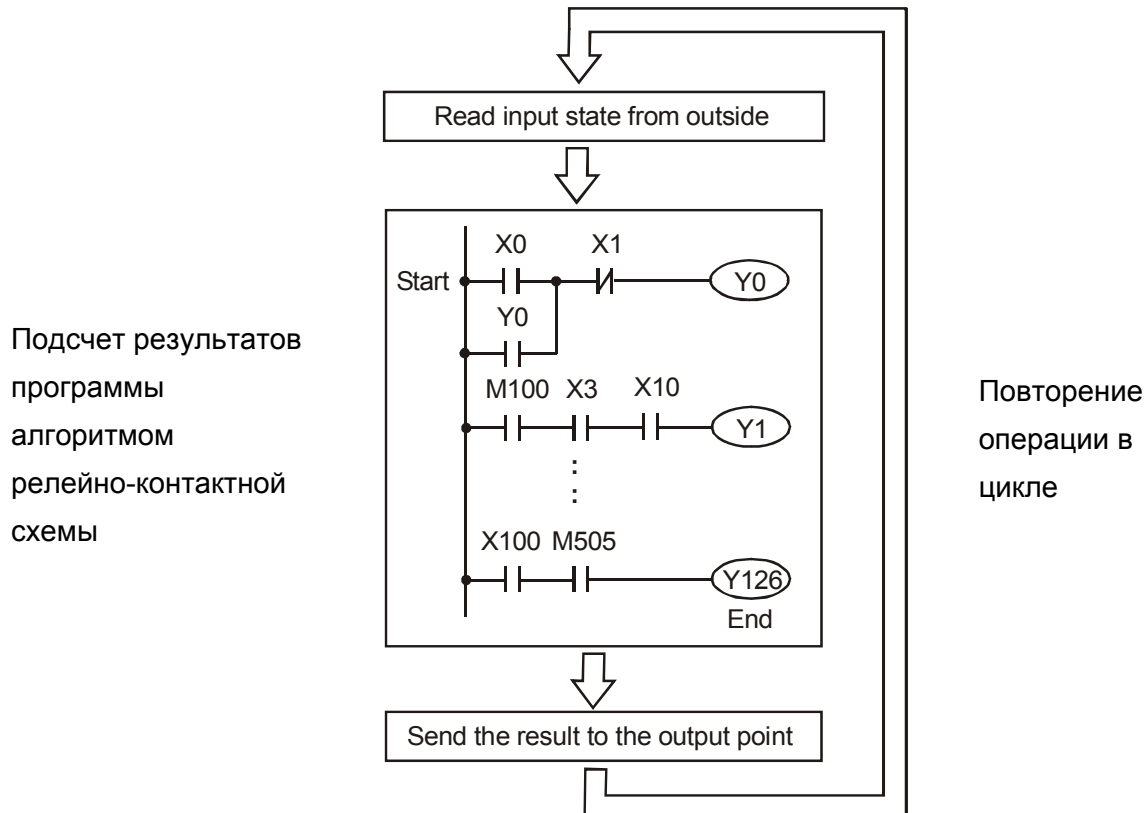 Read input state from outside
X0 X1
Start Y0
Y0
M100 X3 X10
Y1
:
:
X100 M505
Y126
End
Send the result to the output point
Подсчет результатов
программы
алгоритмом
релейно-контактной
схемы
Повторение
операции в
цикле